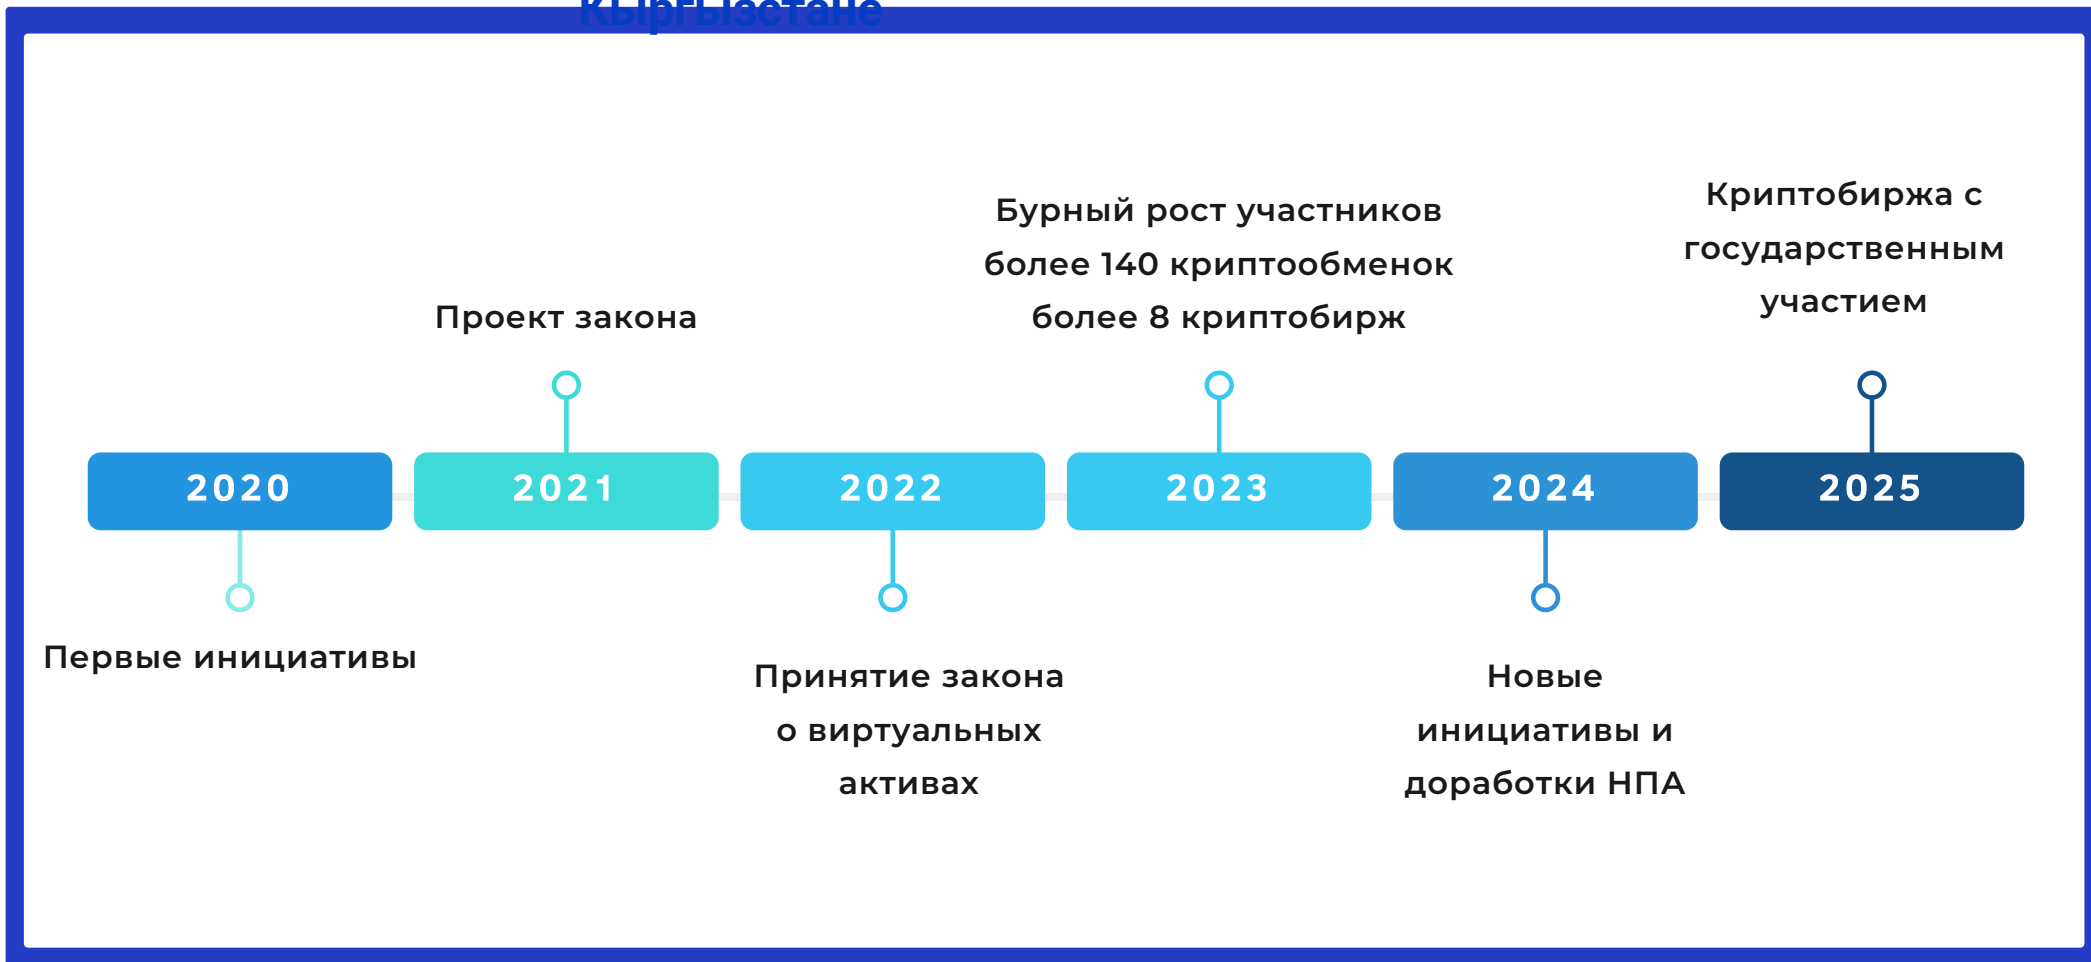 Кыргызстане
Бурный рост участников
более 140 криптообменок
более 8 криптобирж
Криптобиржа с
государственным
участием
Проект закона
2020
2021
2022
2023
2024
2025
Первые инициативы
Принятие закона
о виртуальных
активах
Новые
инициативы и
доработки НПА